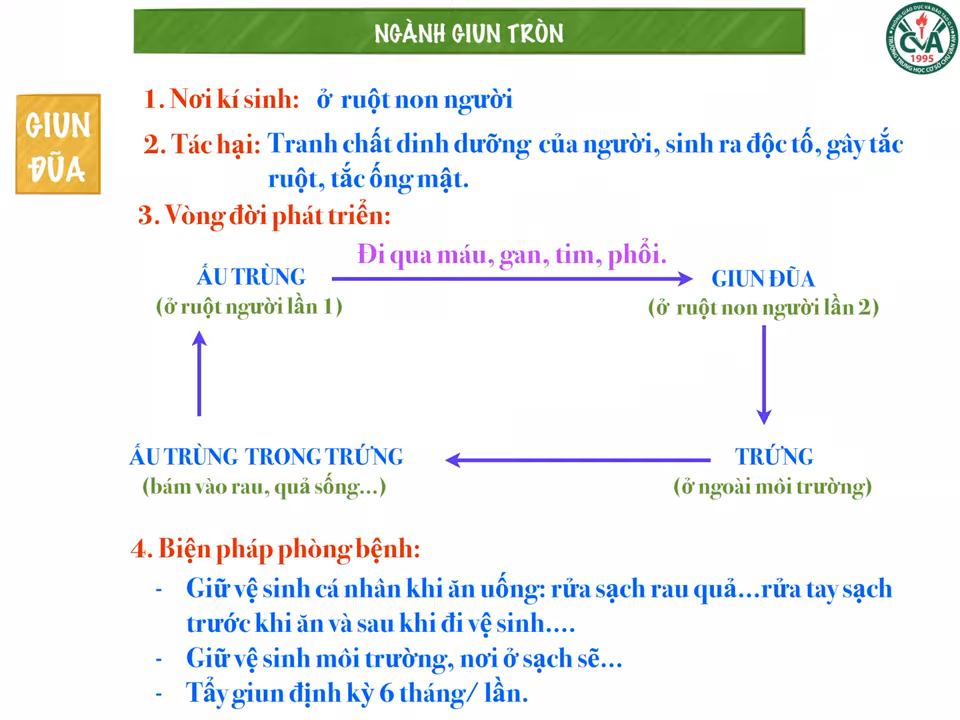 NGÀNH GIUN TRÒN
CVA
1995
GIUN
ĐŨA
1. Nơi kí sinh: ở ruột non người
2. Tác hại: Tranh chất dinh dưỡng của người, sinh ra độc tố, gây tắc
ruột, tắc ống mật.
3. Vòng đời phát triển:
Đi qua máu, gan, tim, phổi.
ẤU TRÙNG
(ở ruột người lần 1)
GIUN ĐŨA
(ở ruột non người lần 2)
ẤU TRÙNG TRONG TRỨNG
(bám vào rau, quả sống...)
TRỨNG
(ở ngoài môi trường)
4. Biện pháp phòng bệnh:
- Giữ vệ sinh cá nhân khi ăn uống: rửa sạch rau quả...rửa tay sạch
trước khi ăn và sau khi đi vệ sinh....
- Giữ vệ sinh môi trường, nơi ở sạch sẽ...
- Tẩy giun định kỳ 6 tháng/ lần.